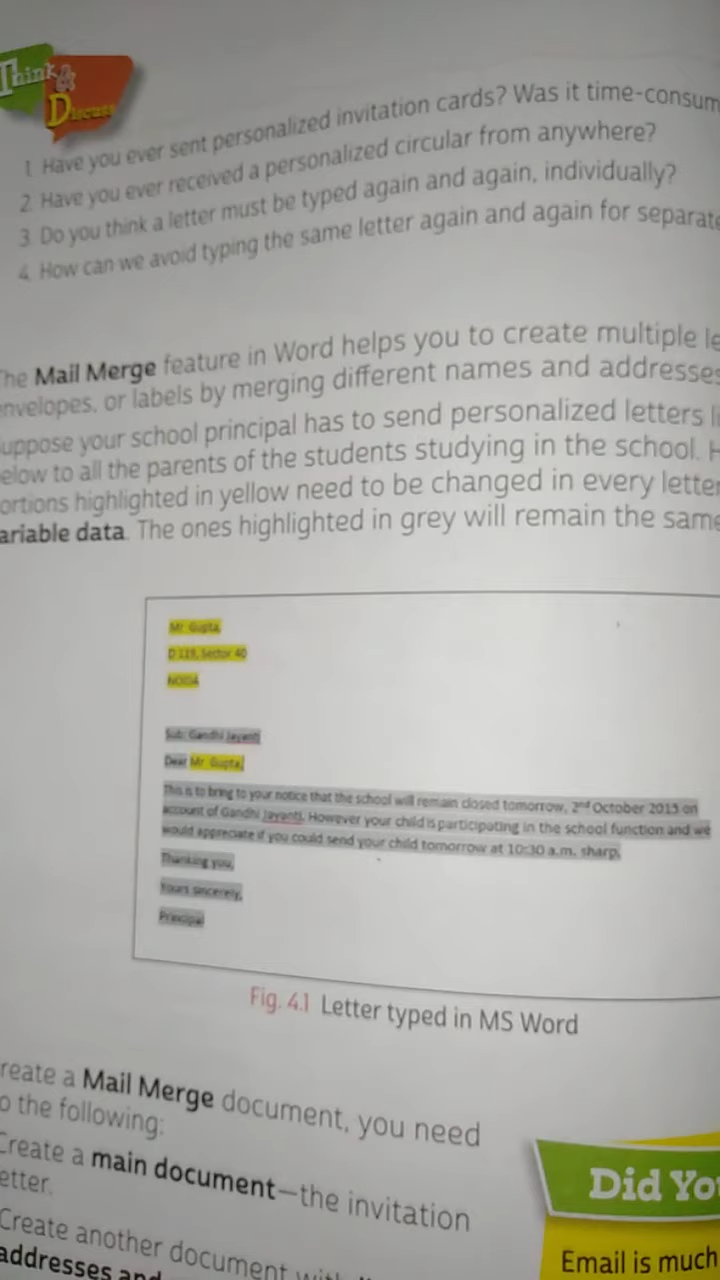 Think &
Discuss
1 Have you ever sent personalized invitation cards? Was it time-consum
2 Have you ever received a personalized circular from anywhere?
3 Do you think a letter must be typed again and again, individually?
4 How can we avoid typing the same letter again and again for separate
The Mail Merge feature in Word helps you to create multiple le
nvelopes, or labels by merging different names and addresses
uppose your school principal has to send personalized letters li
elow to all the parents of the students studying in the school. H
ortions highlighted in yellow need to be changed in every letter
ariable data. The ones highlighted in grey will remain the same
Mr. Gupta,
D 119, Sector 40
NOIDA
Sub: Gandhi Jayanti
Dear Mr. Gupta,
This is to bring to your notice that the school will remain closed tomorrow, 2nd October 2015 on
account of Gandhi Jayanti. However your child is participating in the school function and we
would appreciate if you could send your child tomorrow at 10:30 a.m. sharp.
Thanking you,
Yours sincerely,
Principal
Fig. 4.1 Letter typed in MS Word
reate a Mail Merge document, you need
o the following:
Create a main document—the invitation
etter.
Create another document with
addresses and
Did Yo
Email is much